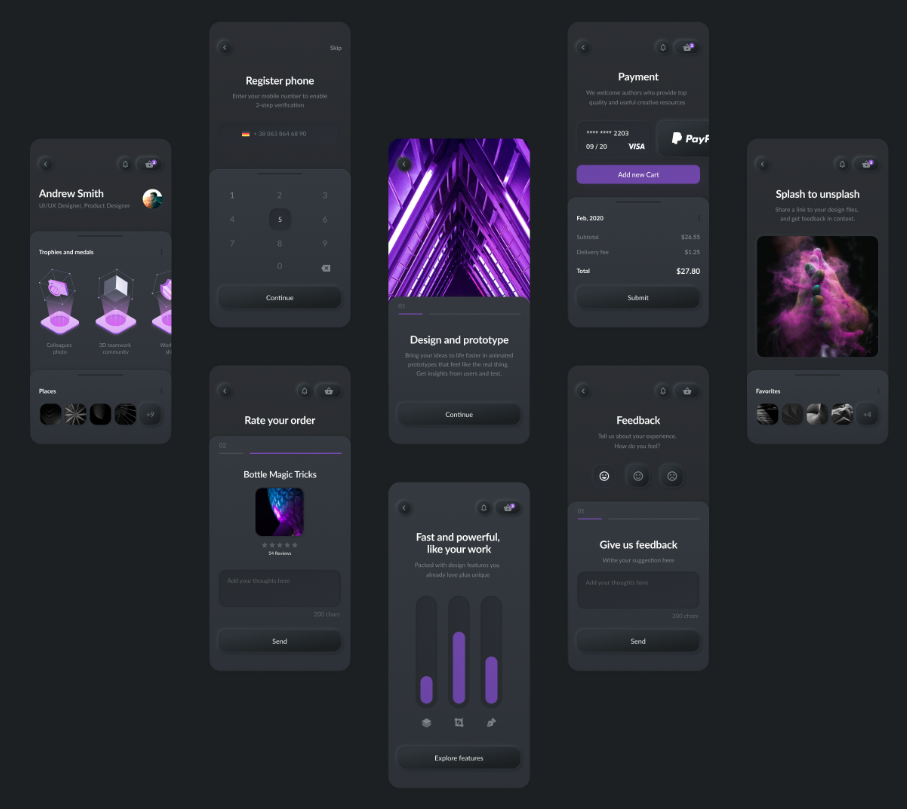 Andrew Smith
UI/UX Designer, Product Designer
Trophies and medals
Colleagues
photo
3D teamwork
community
Places
+9
Skip
Register phone
Enter your mobile number to enable
2-step verification
+ 38 063 864 68 90
1 2 3
4 5 6
7 8 9
0
Continue
Rate your order
02
Bottle Magic Tricks
54 Reviews
Add your thoughts here
200 chars
Send
01
Design and prototype
Bring your ideas to life faster in animated
prototypes that feel like the real thing.
Get insights from users and test.
Continue
Fast and powerful,
like your work
Packed with design features you
already love plus unique
Explore features
Payment
We welcome authors who provide top
quality and useful creative resources
**** **** 2203
09 / 20 VISA
PayP
Add new Cart
Feb, 2020
Subtotal $26.55
Delivery fee $1.25
Total $27.80
Submit
Feedback
Tell us about your experience.
How do you feel?
01
Give us feedback
Write your suggestion here
Add your thoughts here
Send
Splash to unsplash
Share a link to your design files,
and get feedback in context.
Favorites
+4